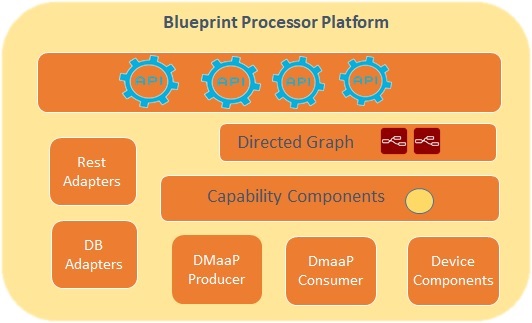 Blueprint Processor Platform
API API API API
Directed Graph
Rest
Adapters
Capability Components
DB
Adapters
DMaaP
Producer
DmaaP
Consumer
Device
Components